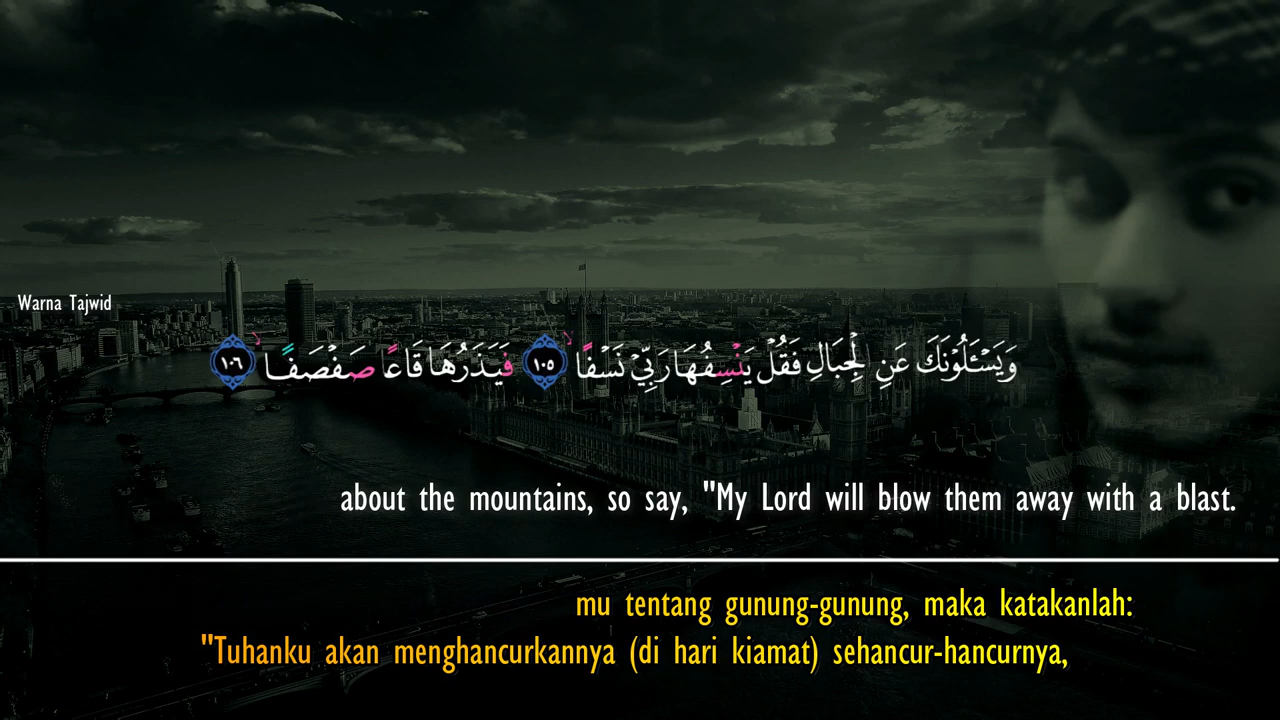 Warna Tajwid
وَيَسْـَٔلُونَكَ عَنِ لْجِبَالِ فَقُلْ يَنسِفُهَا رَبِّي نَسْفًا ١٠٥ فَيَذَرُهَا قَاعًا صَفْصَفًا ١٠٦
about the mountains, so say, "My Lord will blow them away with a blast.
mu tentang gunung-gunung, maka katakanlah:
"Tuhanku akan menghancurkannya (di hari kiamat) sehancur-hancurnya,